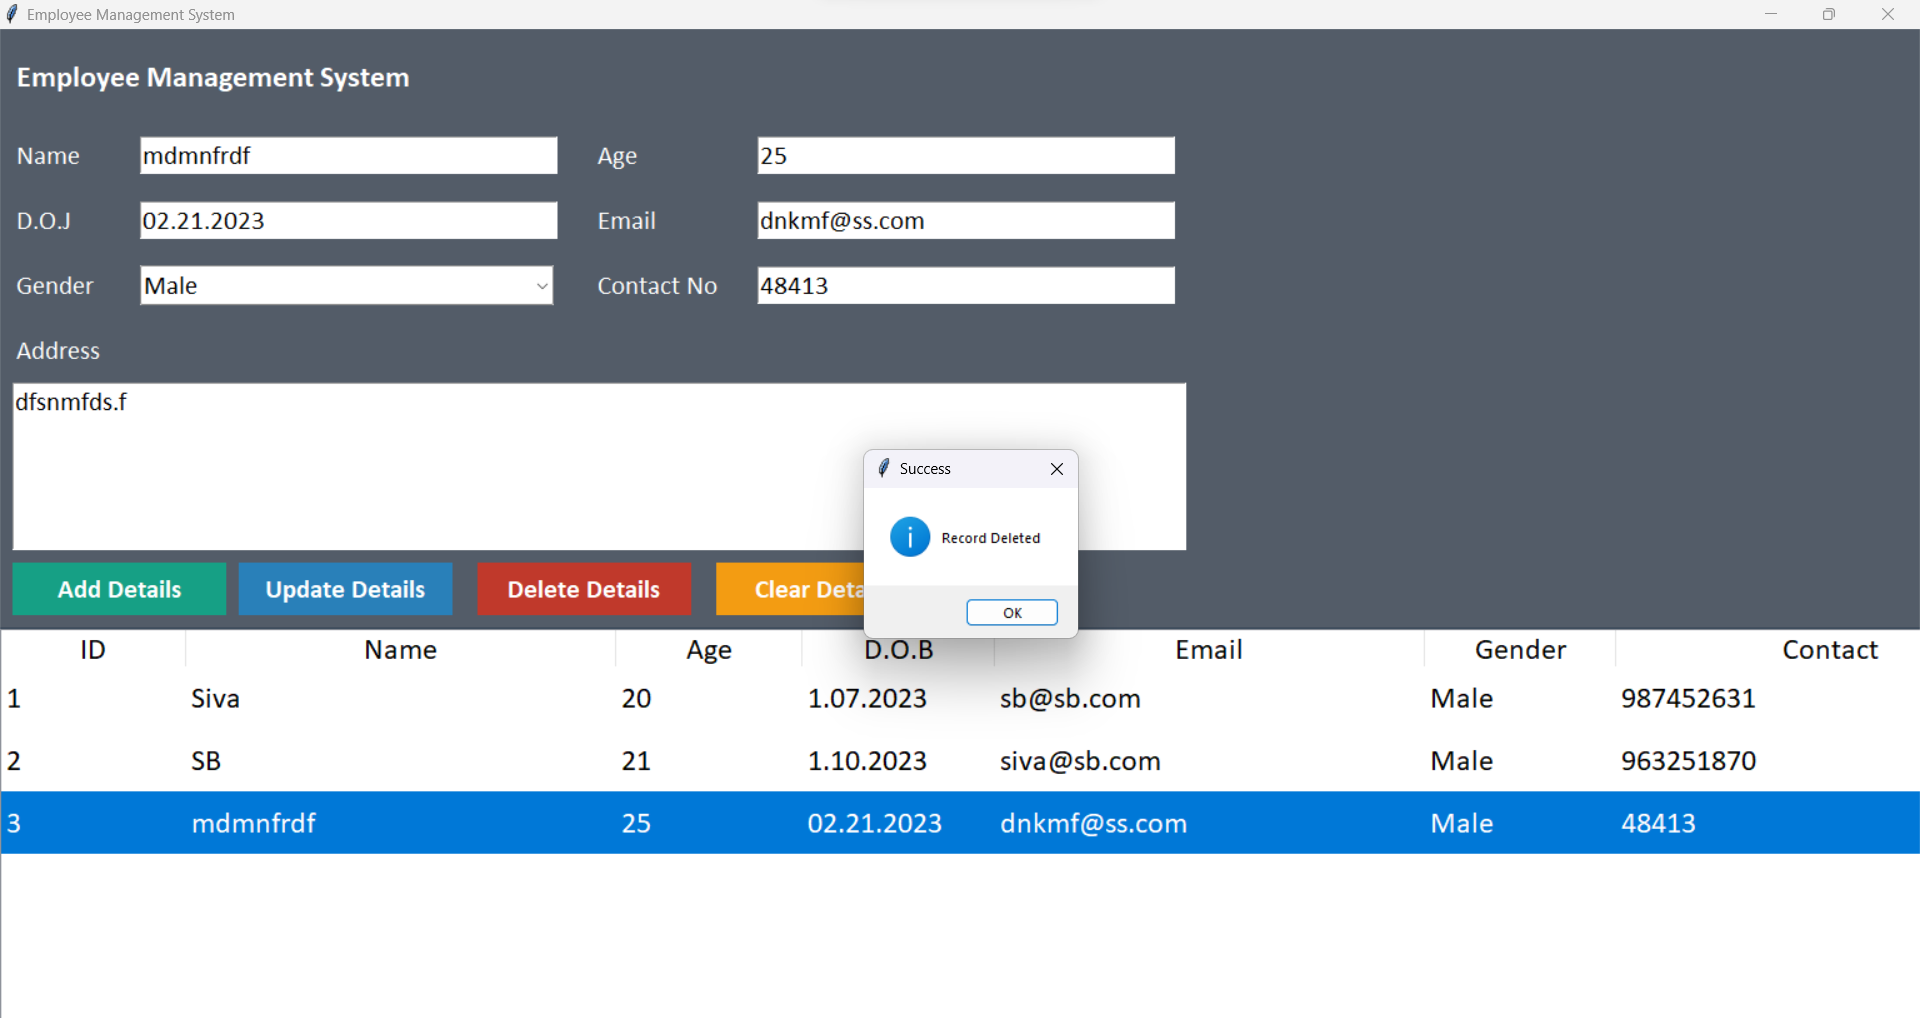 Employee Management System
Employee Management System
Name mdmnfrdf Age 25
D.O.J 02.21.2023 Email dnkmf@ss.com
Gender Male Contact No 48413
Address
dfsnmfds.f
Success
Record Deleted
OK
Add Details Update Details Delete Details Clear Deta
ID Name Age D.O.B Email Gender Contact
1 Siva 20 1.07.2023 sb@sb.com Male 987452631
2 SB 21 1.10.2023 siva@sb.com Male 963251870
3 mdmnfrdf 25 02.21.2023 dnkmf@ss.com Male 48413